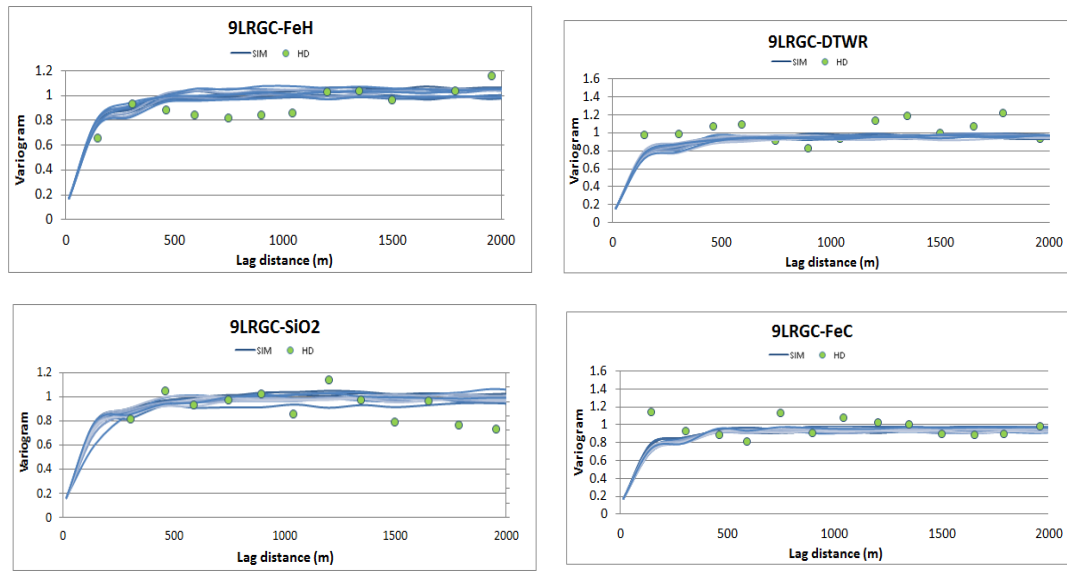 9LRGC-FeH
SIM HD
1.2
1
0.8
0.6
0.4
0.2
0
Variogram
0 500 1000 1500 2000
Lag distance (m)
9LRGC-DTWR
SIM HD
1.6
1.4
1.2
1
0.8
0.6
0.4
0.2
0
Variogram
0 500 1000 1500 2000
Lag distance (m)
9LRGC-SiO2
SIM HD
1.2
1
0.8
0.6
0.4
0.2
0
Variogram
0 500 1000 1500 2000
Lag distance (m)
9LRGC-FeC
SIM HD
1.6
1.4
1.2
1
0.8
0.6
0.4
0.2
0
Variogram
0 500 1000 1500 2000
Lag distance (m)